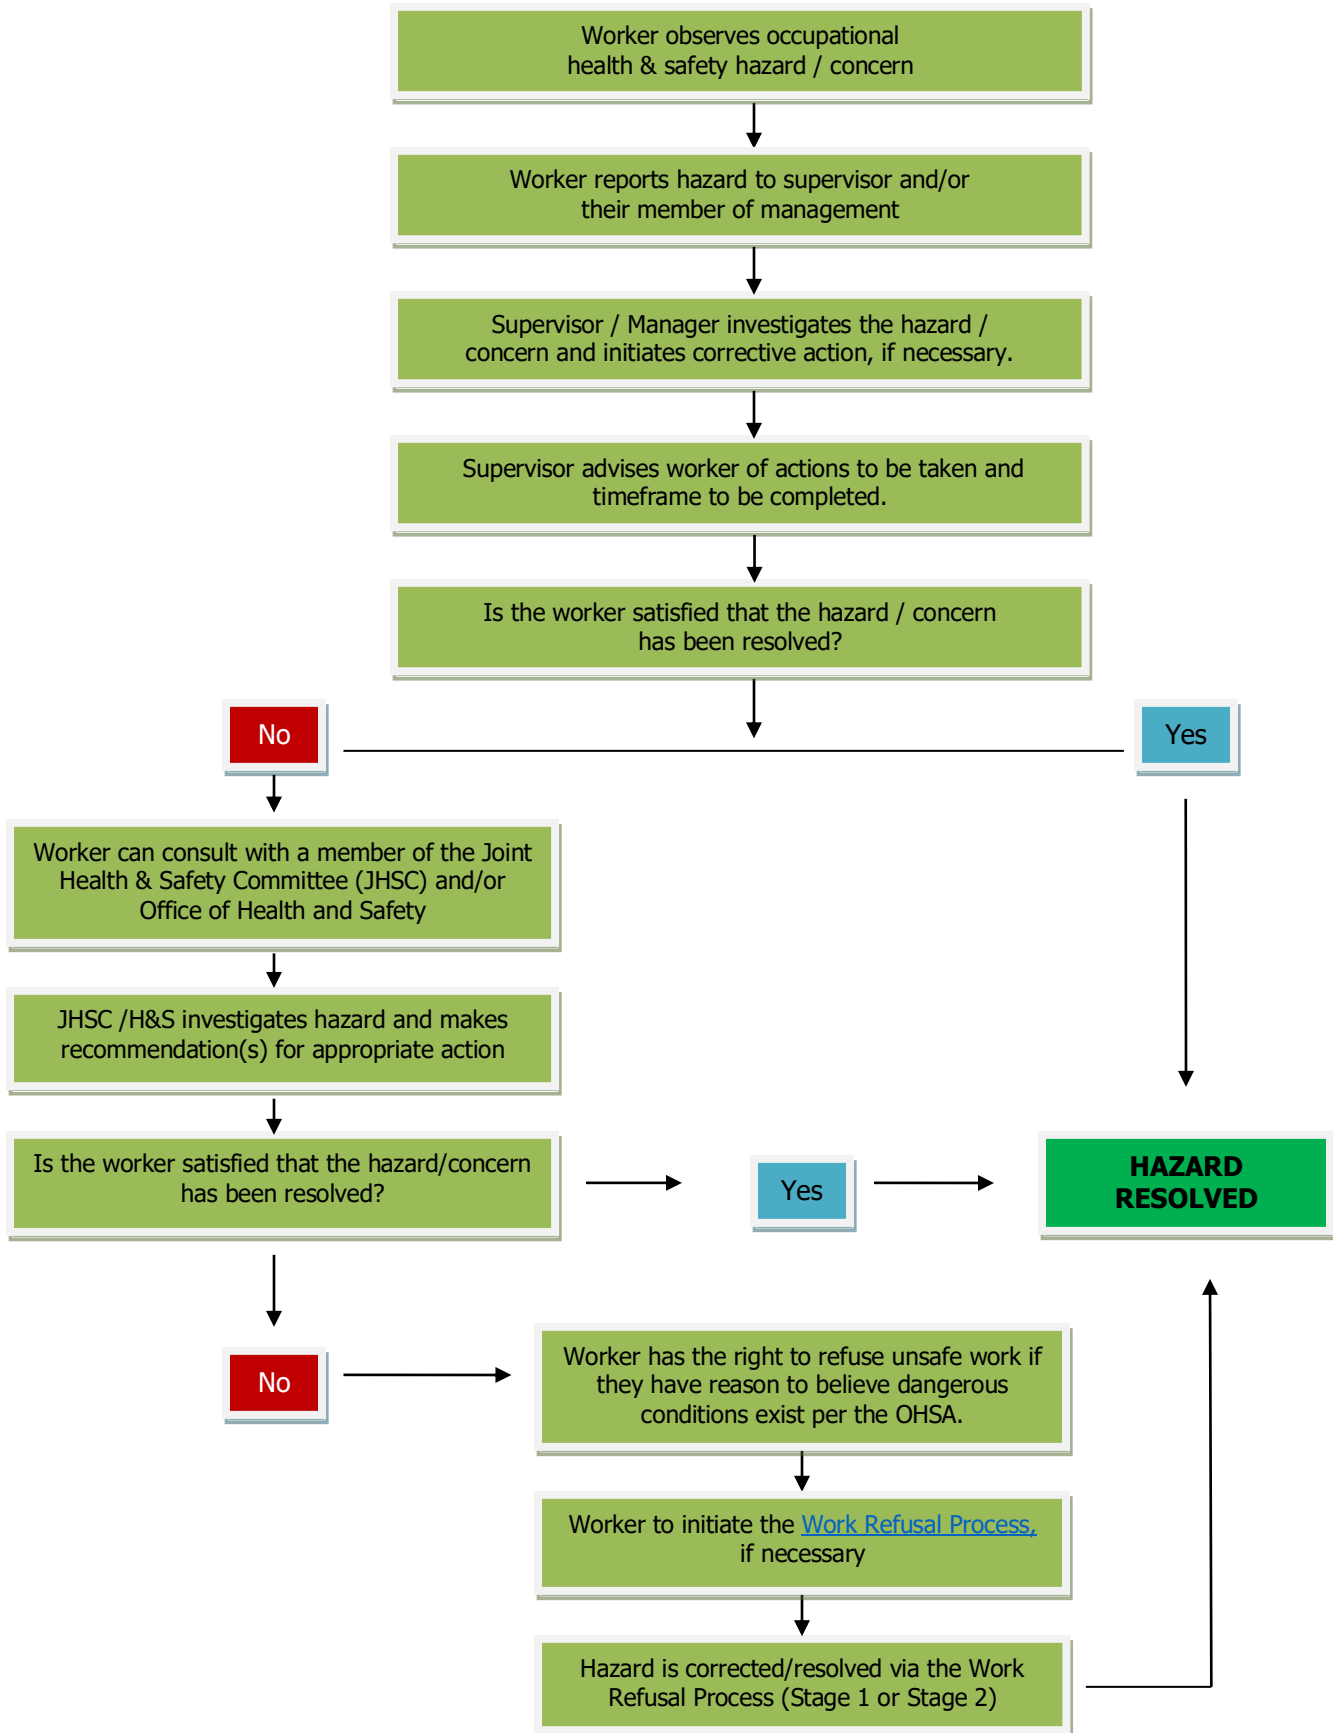 Worker observes occupational
health & safety hazard / concern
Worker reports hazard to supervisor and/or
their member of management
Supervisor / Manager investigates the hazard /
concern and initiates corrective action, if necessary.
Supervisor advises worker of actions to be taken and
timeframe to be completed.
Is the worker satisfied that the hazard / concern
has been resolved?
No
Yes
Worker can consult with a member of the Joint
Health & Safety Committee (JHSC) and/or
Office of Health and Safety
JHSC /H&S investigates hazard and makes
recommendation(s) for appropriate action
Is the worker satisfied that the hazard/concern
has been resolved?
Yes
HAZARD
RESOLVED
No
Worker has the right to refuse unsafe work if
they have reason to believe dangerous
conditions exist per the OHSA.
Worker to initiate the Work Refusal Process,
if necessary
Hazard is corrected/resolved via the Work
Refusal Process (Stage 1 or Stage 2)